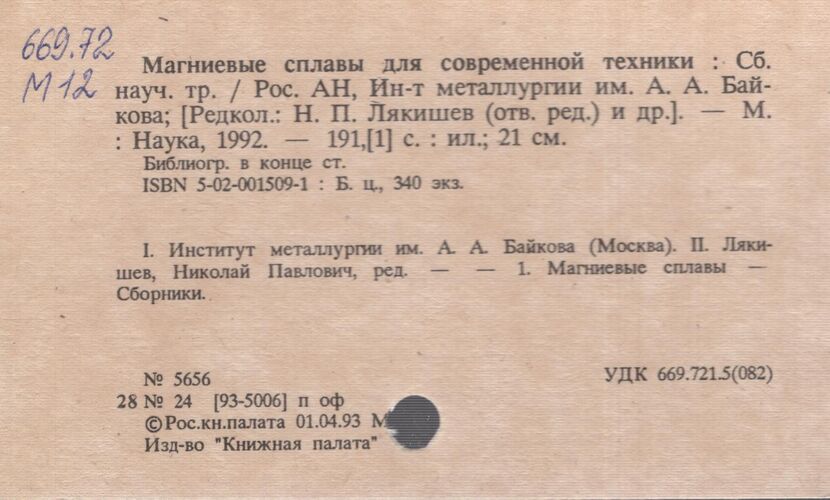 669.72
М 12
Магниевые сплавы для современной техники : Сб.
науч. тр. / Рос. АН, Ин-т металлургии им. А. А. Бай-
кова; [Редкол.: Н. П. Лякишев (отв. ред.) и др.]. — М.
: Наука, 1992. — 191,[1] с. : ил.; 21 см.
Библиогр. в конце ст.
ISBN 5-02-001509-1 : Б. ц., 340 экз.
I. Институт металлургии им. А. А. Байкова (Москва). II. Ляки-
шев, Николай Павлович, ред. — — 1. Магниевые сплавы —
Сборники.
№ 5656
УДК 669.721.5(082)
28 № 24 [93-5006] п оф
©Рос.кн.палата 01.04.93 М
Изд-во "Книжная палата"